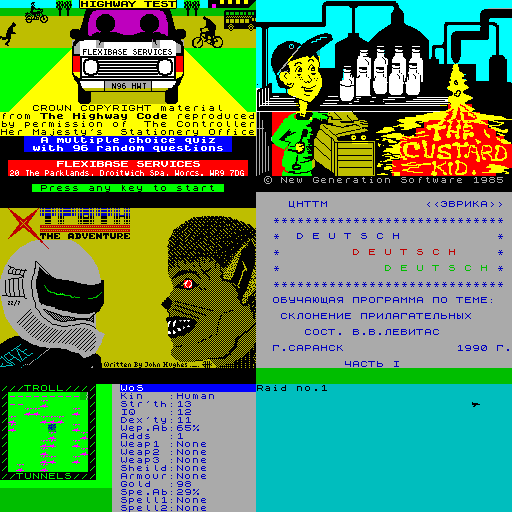 HIGHWAY TEST
FLEXIBASE SERVICES
N96 HWT
CROWN COPYRIGHT material
from The Highway Code reproduced
by permission of The Controller
Her Majesty's Stationery Office
A multiple choice quiz
with 96 random questions
FLEXIBASE SERVICES
20 The Parklands, Droitwich Spa, Worcs. WR9 7DG
Press any key to start
THE
CUSTARD
KID.
© New Generation Software 1985
THE ADVENTURE
22/7
Written By John Hughes....
ЦНТТМ <<ЭВРИКА>>
*********************
* DEUTSCH *
* DEUTSCH *
* DEUTSCH *
*********************
ОБУЧАЮЩАЯ ПРОГРАММА ПО ТЕМЕ:
СКЛОНЕНИЕ ПРИЛАГАТЕЛЬНЫХ
СОСТ. В.В.ЛЕВИТАС
Г.САРАНСК 1990 Г.
ЧАСТЬ I
TROLL
TUNNELS
WoS
Kin :Human
Str'th:13
IQ :12
Dex'ty:11
Wep.Ab:65%
Adds :1
Weap1 :None
Weap2 :None
Weap3 :None
Sheild:None
Armour:None
Gold :98
Spe.Ab:29%
Spell1:None
Spell2:None
Raid no.1